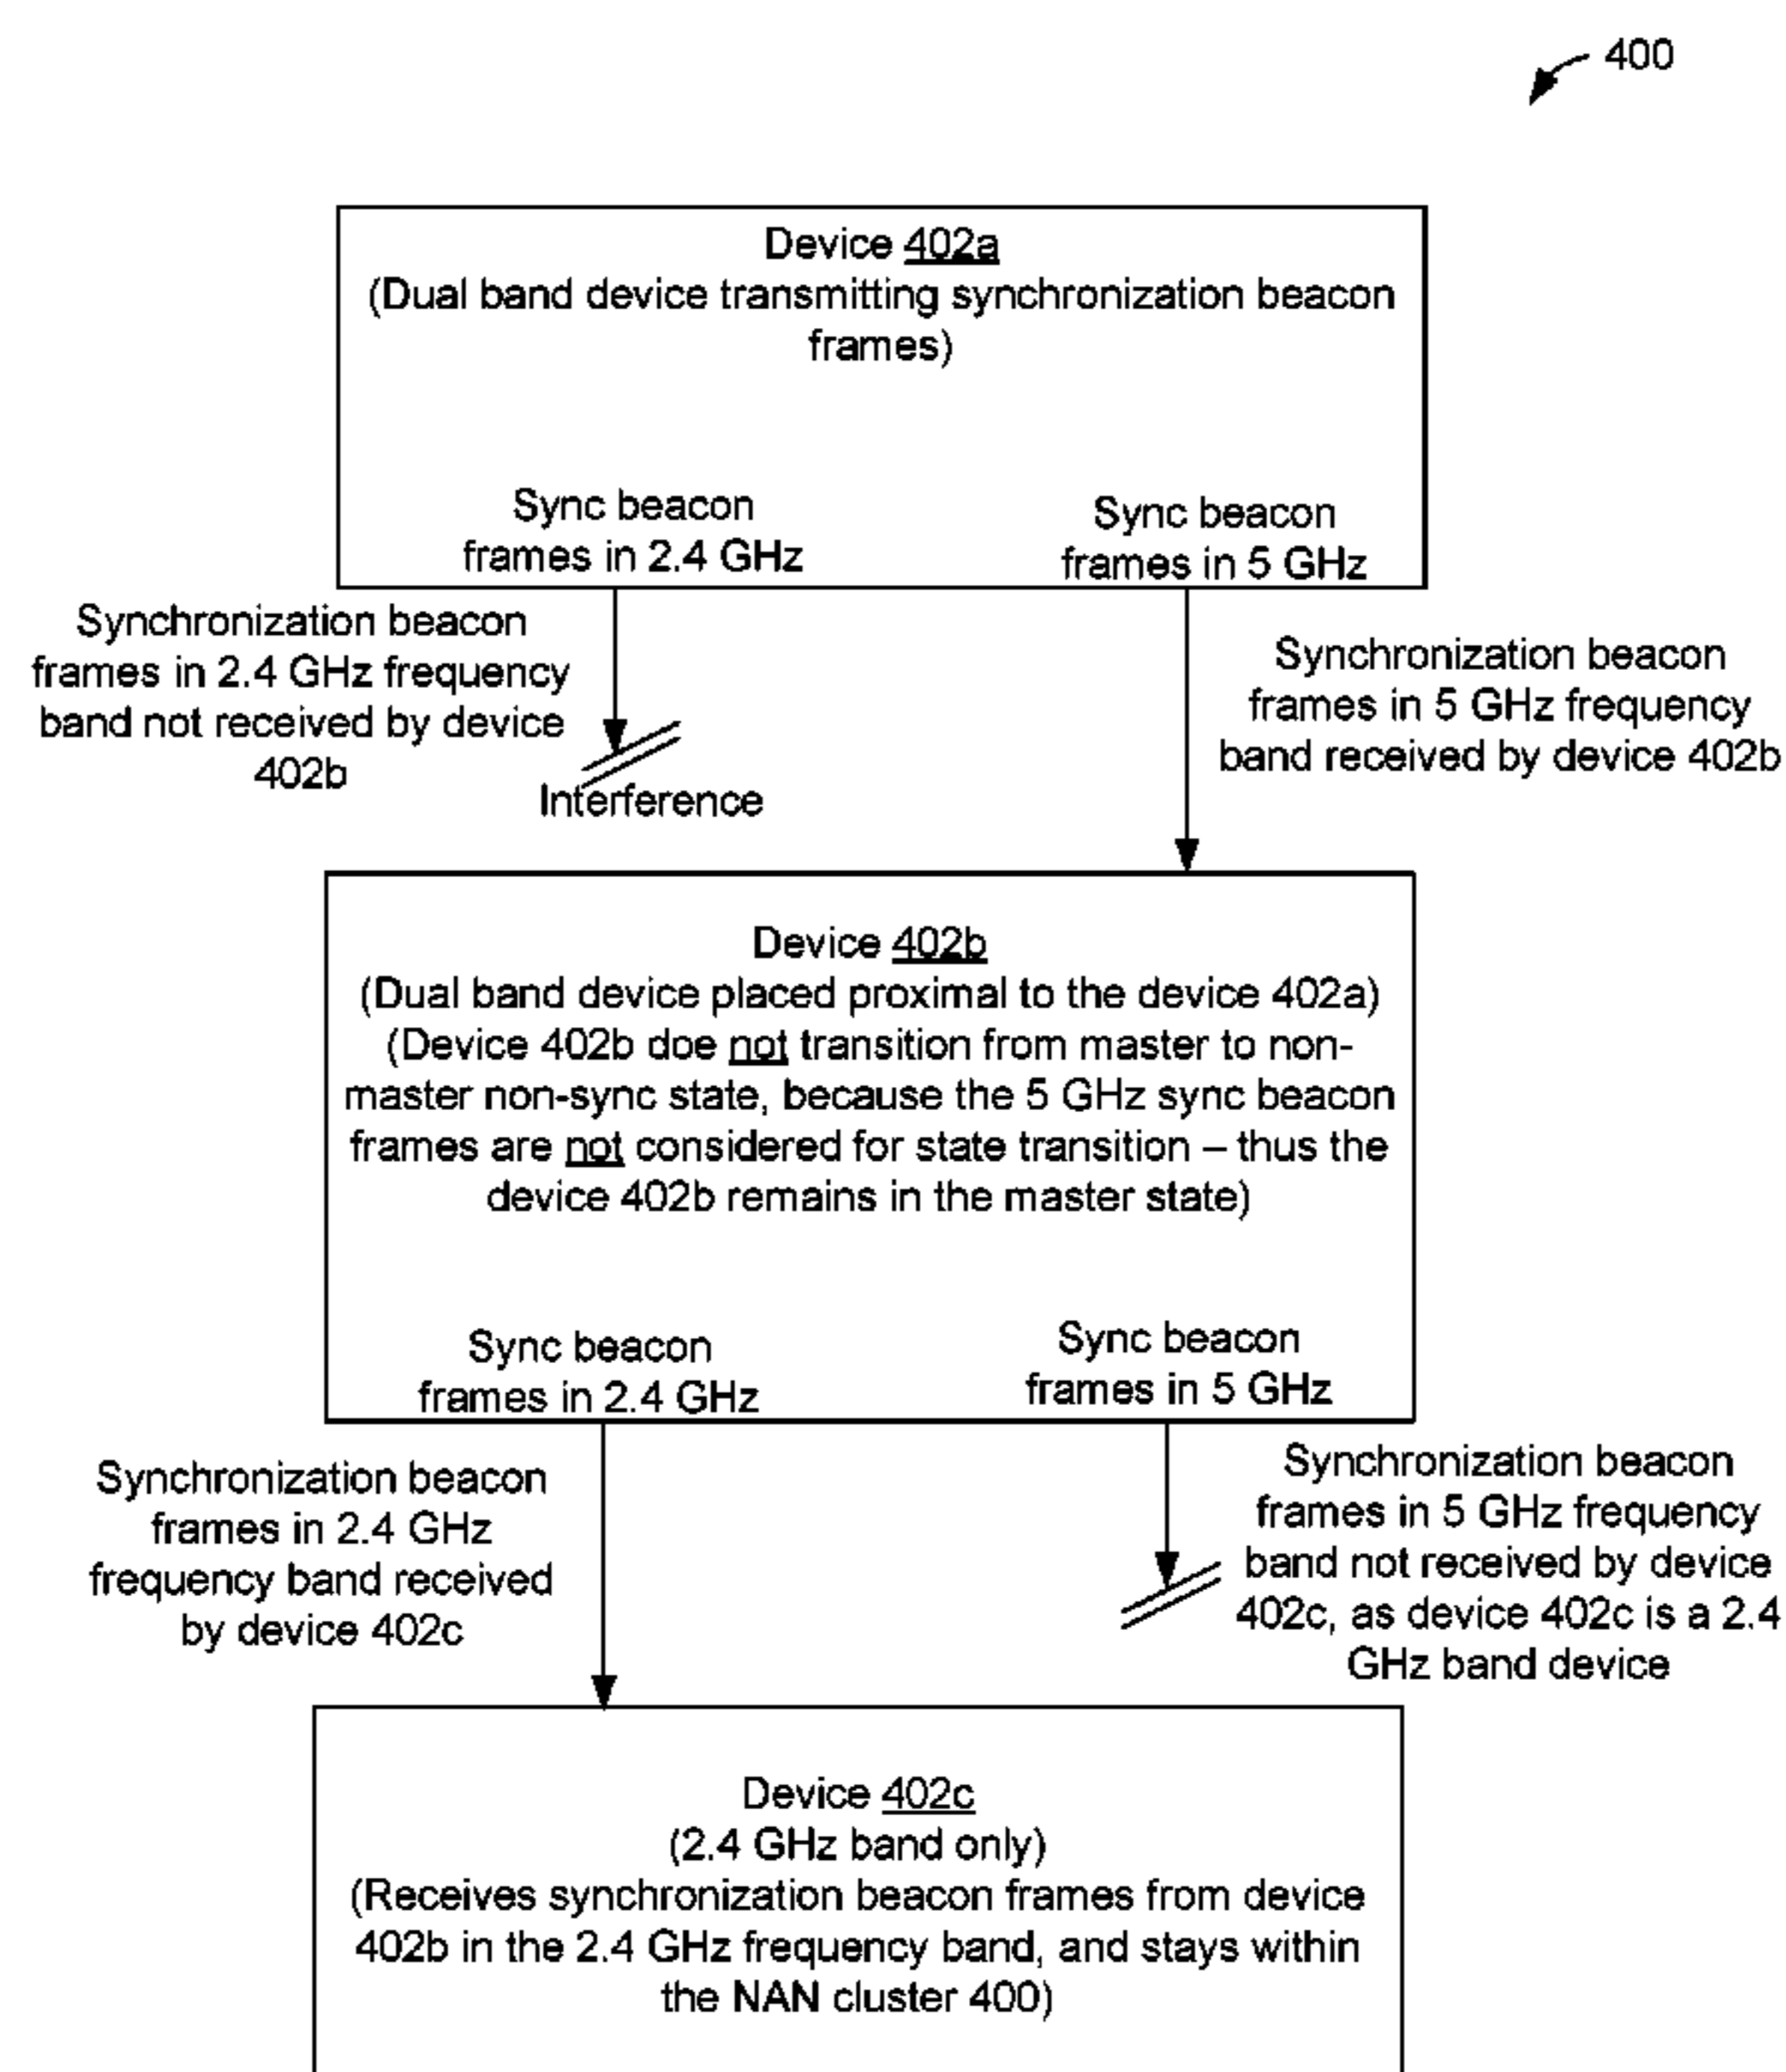 400
Device 402a
(Dual band device transmitting synchronization beacon
frames)
Sync beacon
frames in 2.4 GHz
Sync beacon
frames in 5 GHz
Synchronization beacon
frames in 2.4 GHz frequency
band not received by device
402b
Interference
Synchronization beacon
frames in 5 GHz frequency
band received by device 402b
Device 402b
(Dual band device placed proximal to the device 402a)
(Device 402b doe not transition from master to non-
master non-sync state, because the 5 GHz sync beacon
frames are not considered for state transition – thus the
device 402b remains in the master state)
Sync beacon
frames in 2.4 GHz
Sync beacon
frames in 5 GHz
Synchronization beacon
frames in 2.4 GHz
frequency band received
by device 402c
Synchronization beacon
frames in 5 GHz frequency
band not received by device
402c, as device 402c is a 2.4
GHz band device
Device 402c
(2.4 GHz band only)
(Receives synchronization beacon frames from device
402b in the 2.4 GHz frequency band, and stays within
the NAN cluster 400)